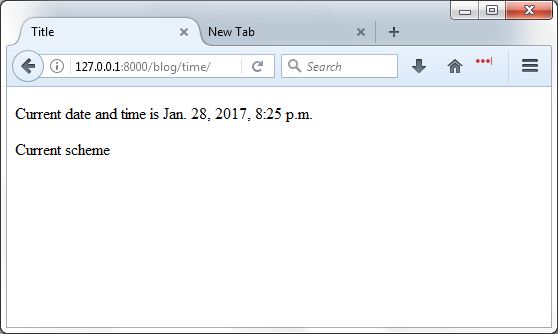 Title
New Tab
127.0.0.1:8000/blog/time/
Search
Current date and time is Jan. 28, 2017, 8:25 p.m.
Current scheme